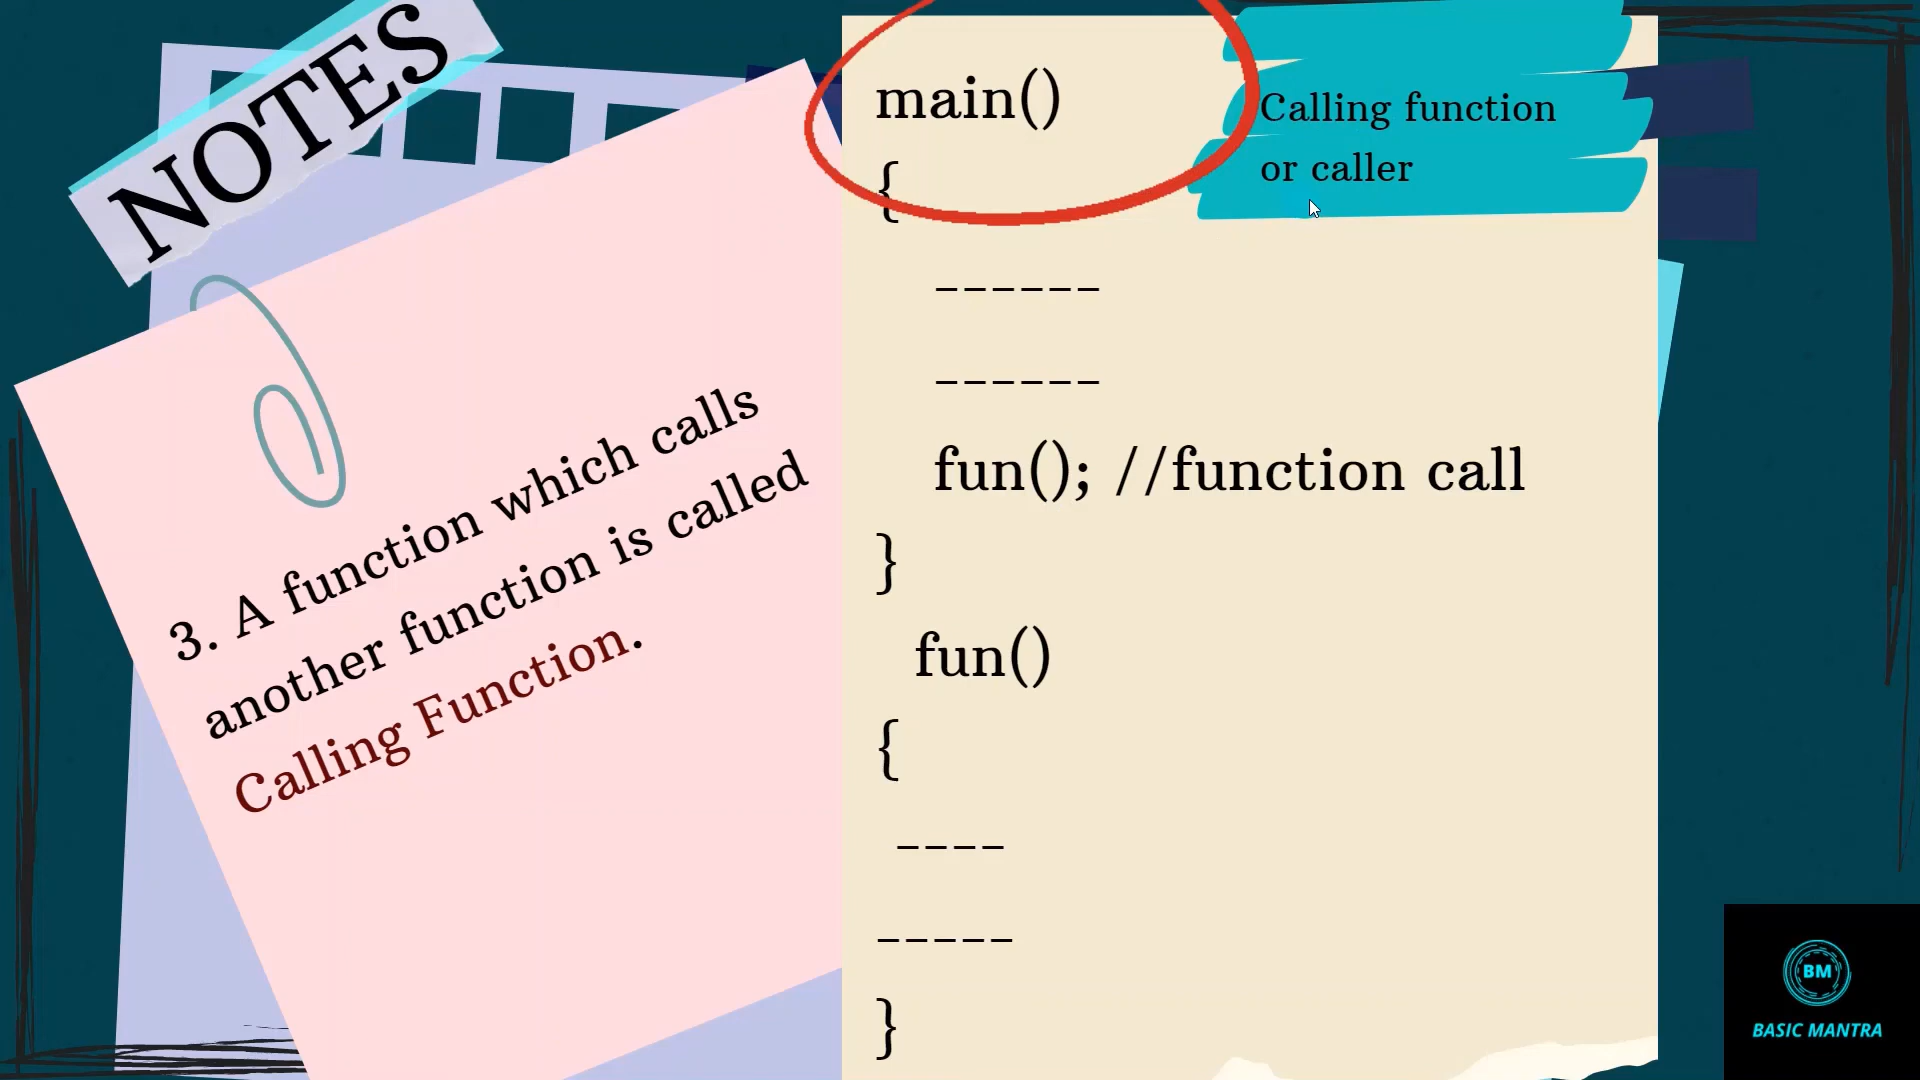 NOTES
3. A function which calls
another function is called
Calling Function.
main()
Calling function
or caller
{
------
------
fun(); //function call
}
fun()
{
----
-----
}
BM
BASIC MANTRA